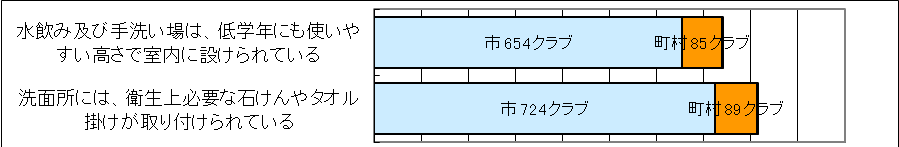 水飲み及び手洗い場は、低学年にも使いや
すい高さで室内に設けられている
市654クラブ
町村85クラブ
洗面所には、衛生上必要な石けんやタオル
掛けが取り付けられている
市724クラブ
町村89クラブ